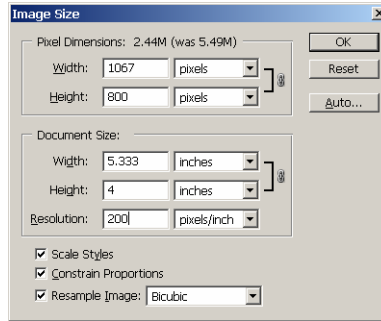 Image Size
Pixel Dimensions: 2.44M (was 5.49M)
Width: 1067 pixels
Height: 800 pixels
Document Size:
Width: 5.333 inches
Height: 4 inches
Resolution: 200 pixels/inch
Scale Styles
Constrain Proportions
Resample Image: Bicubic
OK
Reset
Auto...